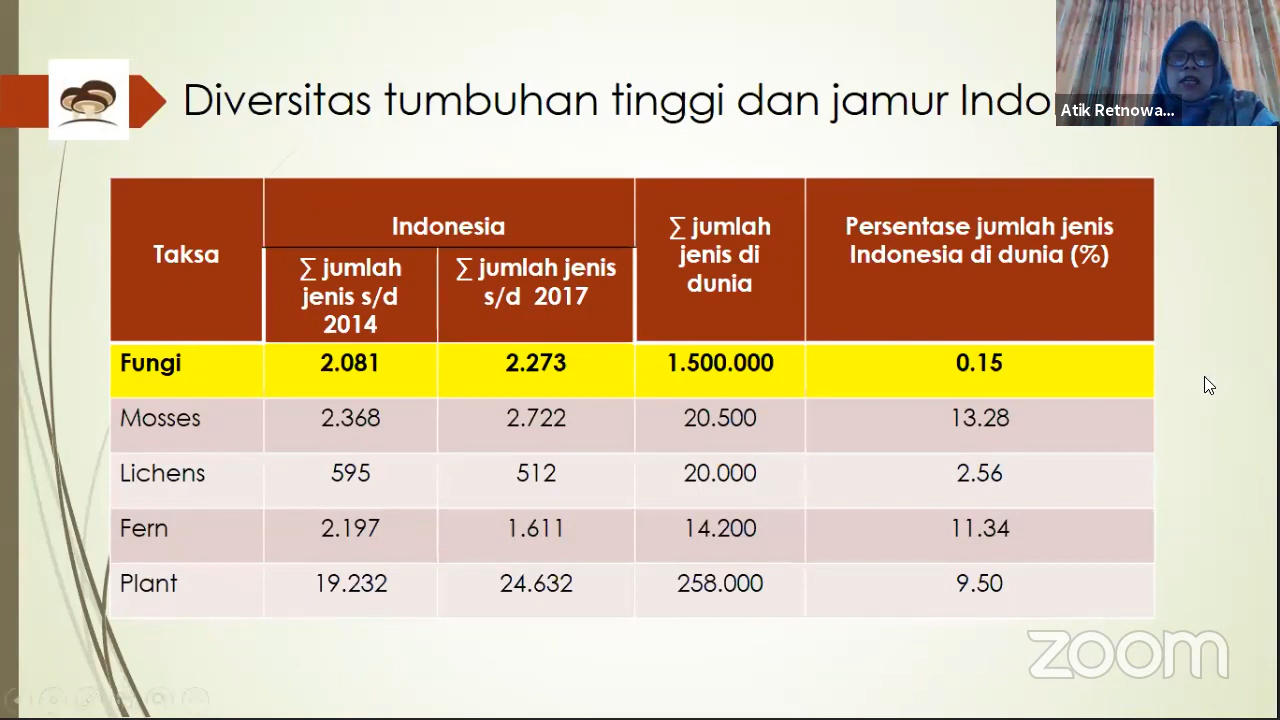 Diversitas tumbuhan tinggi dan jamur
Atik Retnowa...
Taksa
Indonesia
∑ jumlah
jenis s/d
2014
∑ jumlah jenis
s/d 2017
∑ jumlah
jenis di
dunia
Persentase jumlah jenis
Indonesia di dunia (%)
Fungi 2.081 2.273 1.500.000 0.15
Mosses 2.368 2.722 20.500 13.28
Lichens 595 512 20.000 2.56
Fern 2.197 1.611 14.200 11.34
Plant 19.232 24.632 258.000 9.50
zoom